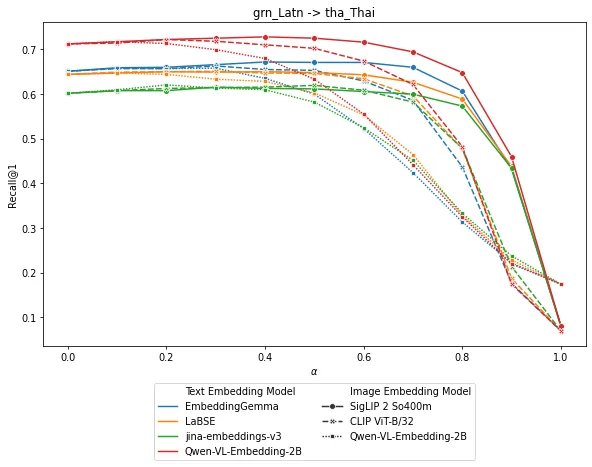 grn_Latn -> tha_Thai
0.7
0.6
0.5
0.4
0.3
0.2
0.1
Recall@1
0.0 0.2 0.4 0.6 0.8 1.0
α
Text Embedding Model Image Embedding Model
EmbeddingGemma SigLIP 2 So400m
LaBSE CLIP ViT-B/32
jina-embeddings-v3 Qwen-VL-Embedding-2B
Qwen-VL-Embedding-2B